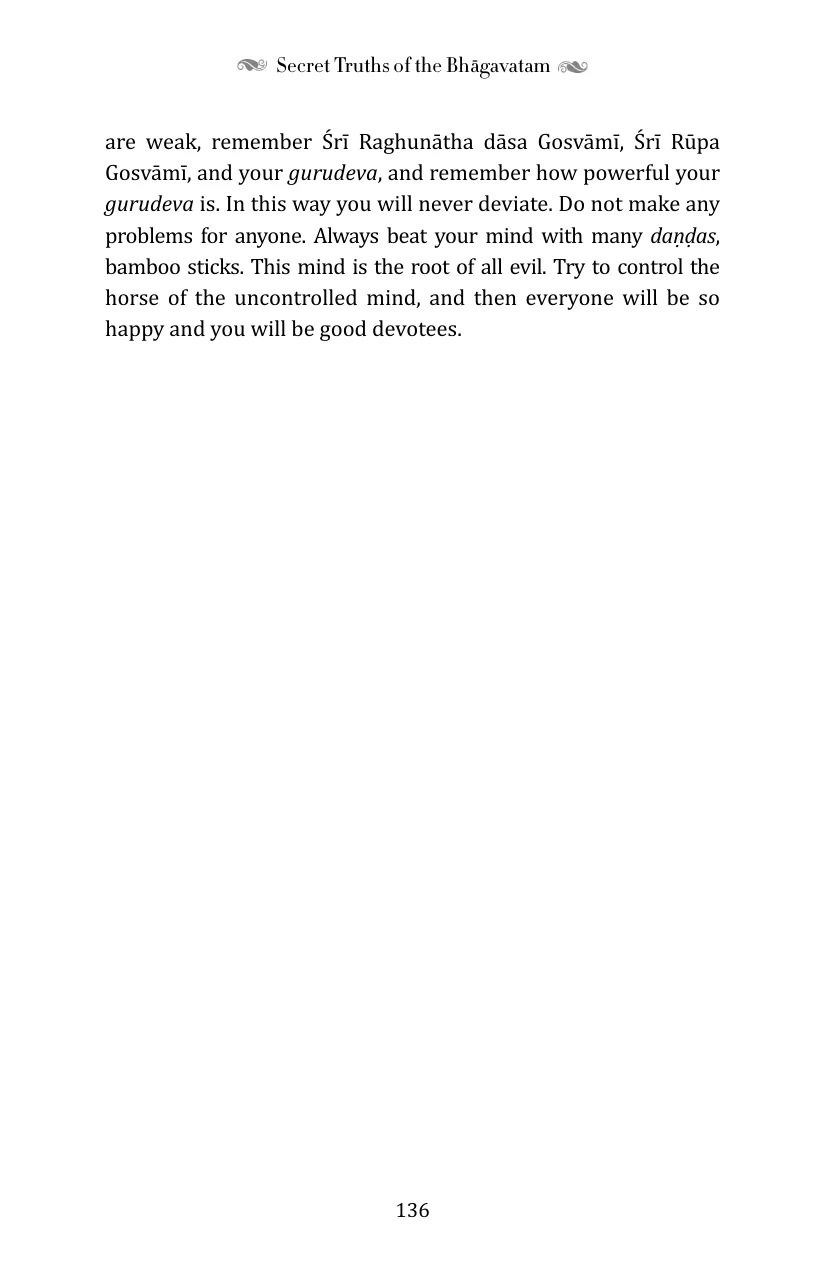 Secret Truths of the Bhāgavatam
are weak, remember Śrī Raghunātha dāsa Gosvāmī, Śrī Rūpa
Gosvāmī, and your gurudeva, and remember how powerful your
gurudeva is. In this way you will never deviate. Do not make any
problems for anyone. Always beat your mind with many daṇḍas,
bamboo sticks. This mind is the root of all evil. Try to control the
horse of the uncontrolled mind, and then everyone will be so
happy and you will be good devotees.
136